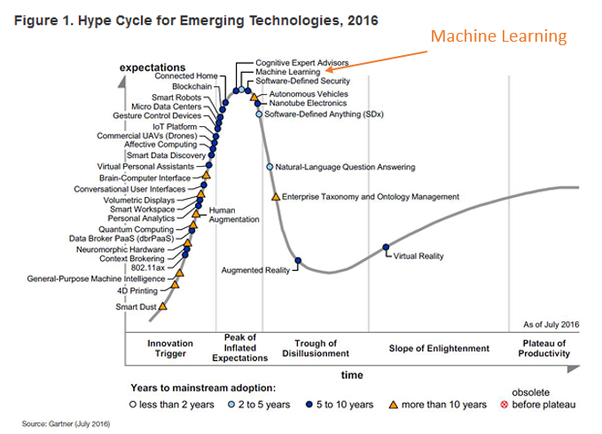 Figure 1. Hype Cycle for Emerging Technologies, 2016
Machine Learning
expectations
Cognitive Expert Advisors
Connected Home
Machine Learning
Blockchain
Software-Defined Security
Smart Robots
Autonomous Vehicles
Micro Data Centers
Nanotube Electronics
Gesture Control Devices
Software-Defined Anything (SDx)
IoT Platform
Commercial UAVs (Drones)
Affective Computing
Smart Data Discovery
Virtual Personal Assistants
Natural-Language Question Answering
Brain-Computer Interface
Conversational User Interfaces
Volumetric Displays
Enterprise Taxonomy and Ontology Management
Smart Workspace
Personal Analytics
Human
Augmentation
Quantum Computing
Data Broker PaaS (dbrPaaS)
Neuromorphic Hardware
Context Brokering
Virtual Reality
802.11ax
Augmented Reality
General-Purpose Machine Intelligence
4D Printing
Smart Dust
As of July 2016
Innovation
Trigger
Peak of
Inflated
Expectations
Trough of
Disillusionment
Slope of Enlightenment
Plateau of
Productivity
time
Years to mainstream adoption:
less than 2 years
2 to 5 years
5 to 10 years
more than 10 years
obsolete
before plateau
Source: Gartner (July 2016)